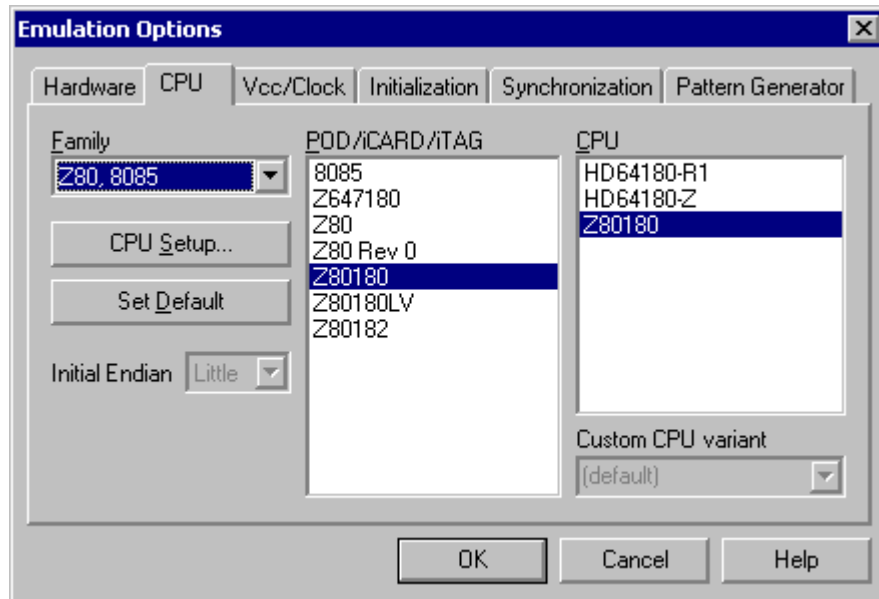 Emulation Options
Hardware CPU Vcc/Clock Initialization Synchronization Pattern Generator
Family
Z80, 8085
CPU Setup...
Set Default
Initial Endian Little
POD/iCARD/iTAG
8085
Z647180
Z80
Z80 Rev 0
Z80180
Z80180LV
Z80182
CPU
HD64180-R1
HD64180-Z
Z80180
Custom CPU variant
(default)
OK Cancel Help